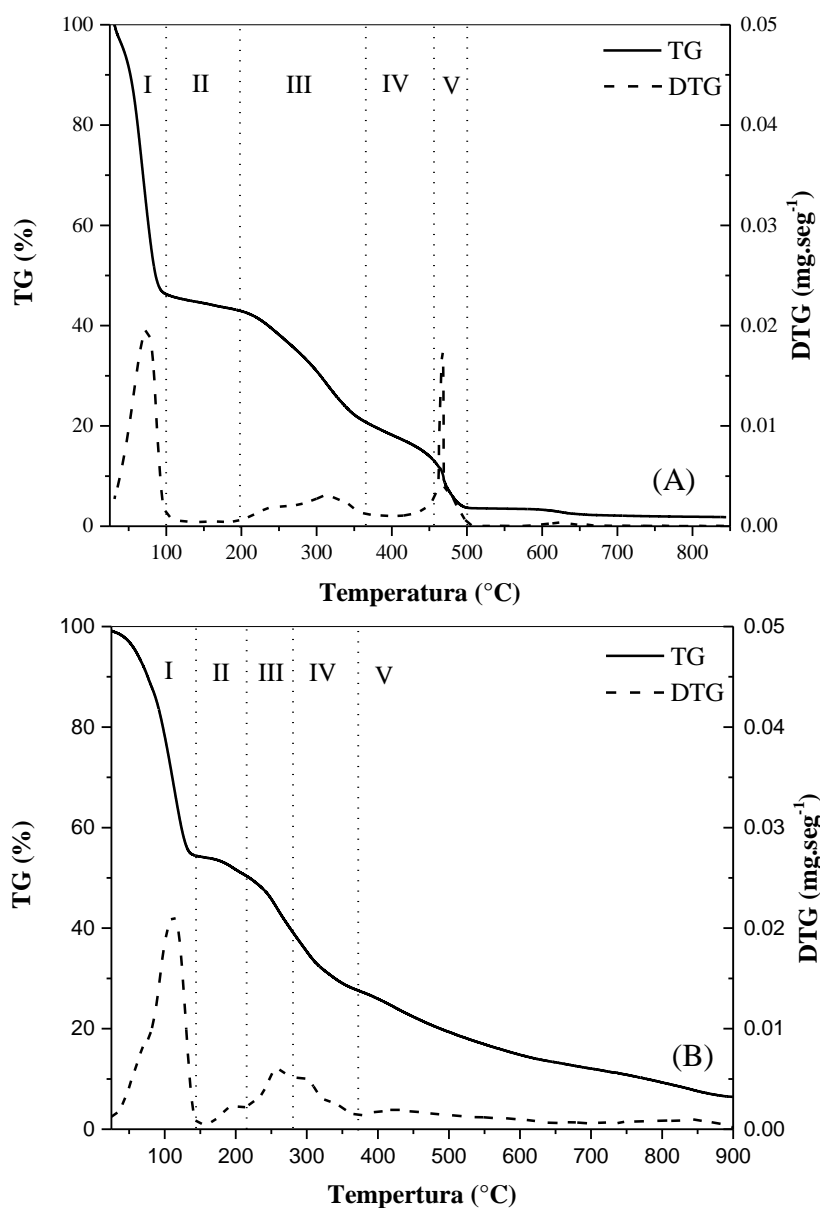 100
80
60
40
20
0
TG (%)
I
II
III
IV
V
TG
DTG
(A)
0.05
0.04
0.03
0.02
0.01
0.00
DTG (mg.seg⁻¹)
100 200 300 400 500 600 700 800
Temperatura (°C)
100
80
60
40
20
0
TG (%)
I
II
III
IV
V
TG
DTG
(B)
0.05
0.04
0.03
0.02
0.01
0.00
DTG (mg.seg⁻¹)
100 200 300 400 500 600 700 800 900
Tempertura (°C)